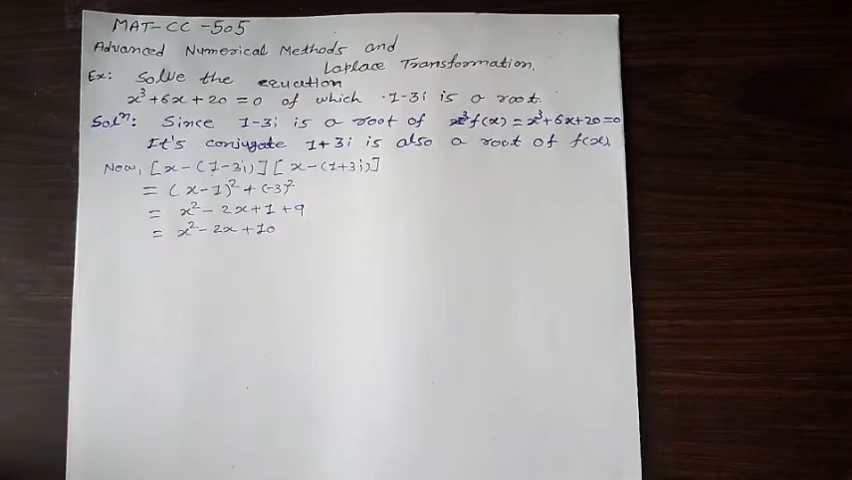 MAT-CC-505
Advanced Numerical Methods and
Laplace Transformation.
Ex: Solve the equation
x³+6x+20=0 of which 1-3i is a root.
Solⁿ: Since 1-3i is a root of f(x)=x³+6x+20=0
It's conjugate 1+3i is also a root of f(x).
Now, [x-(1-3i)][x-(1+3i)]
= (x-1)²+(-3)²
= x²-2x+1+9
= x²-2x+10